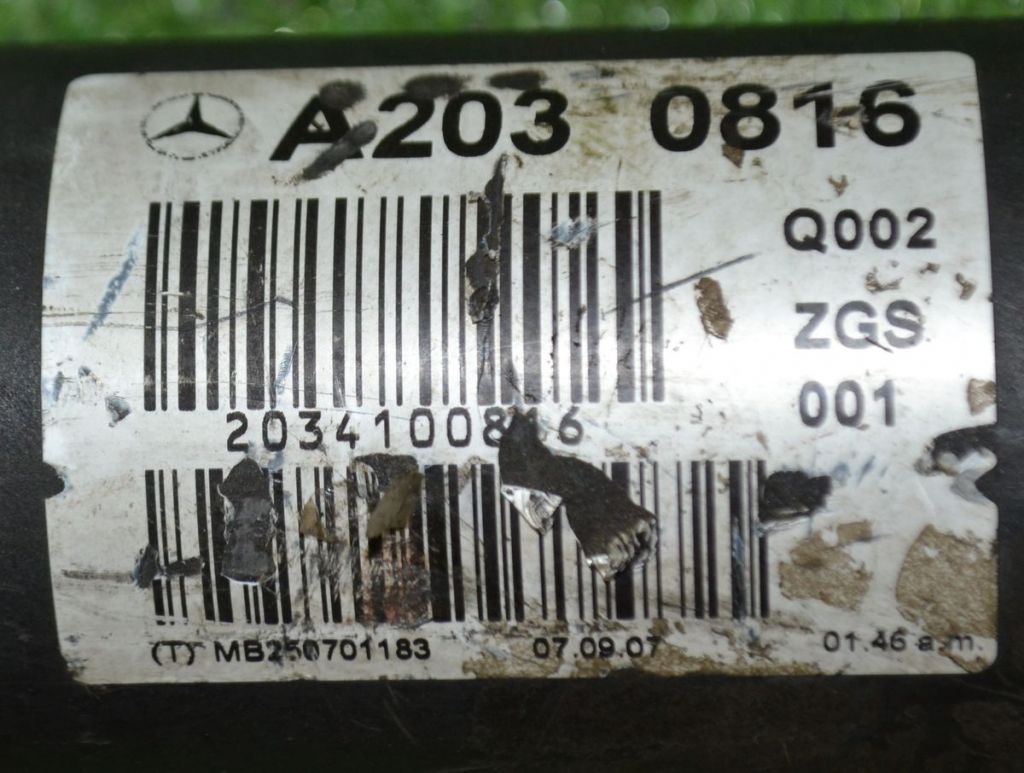 A203 0816
Q002
ZGS
001
2034100816
(T) MB250701183 07.09.07 01.46 a.m.